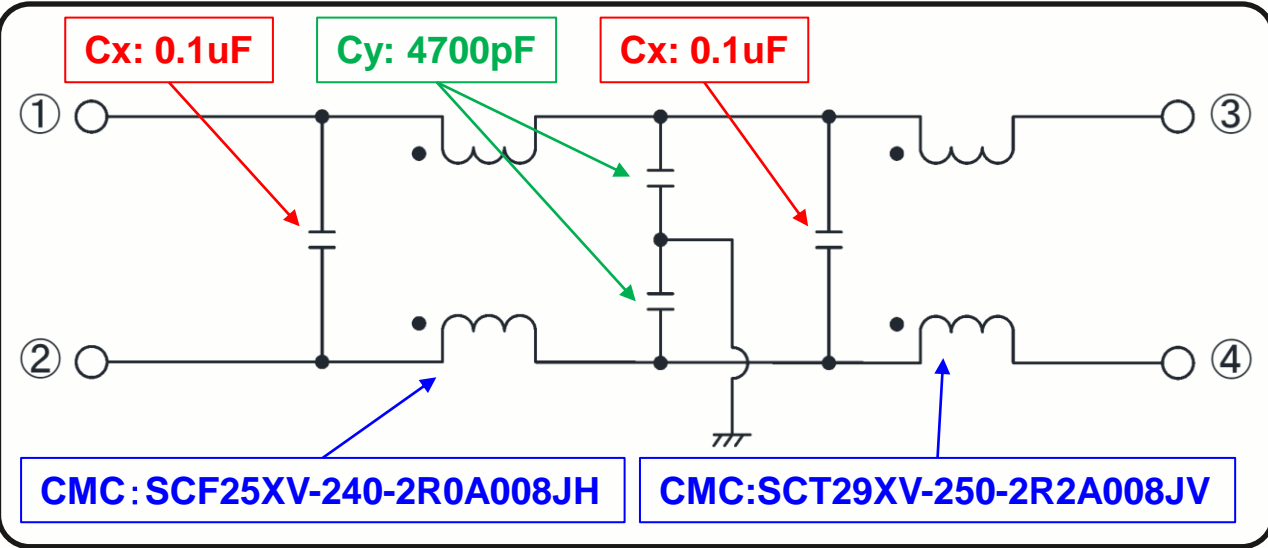 Cx: 0.1uF
Cy: 4700pF
Cx: 0.1uF
①
③
②
④
CMC：SCF25XV-240-2R0A008JH
CMC:SCT29XV-250-2R2A008JV